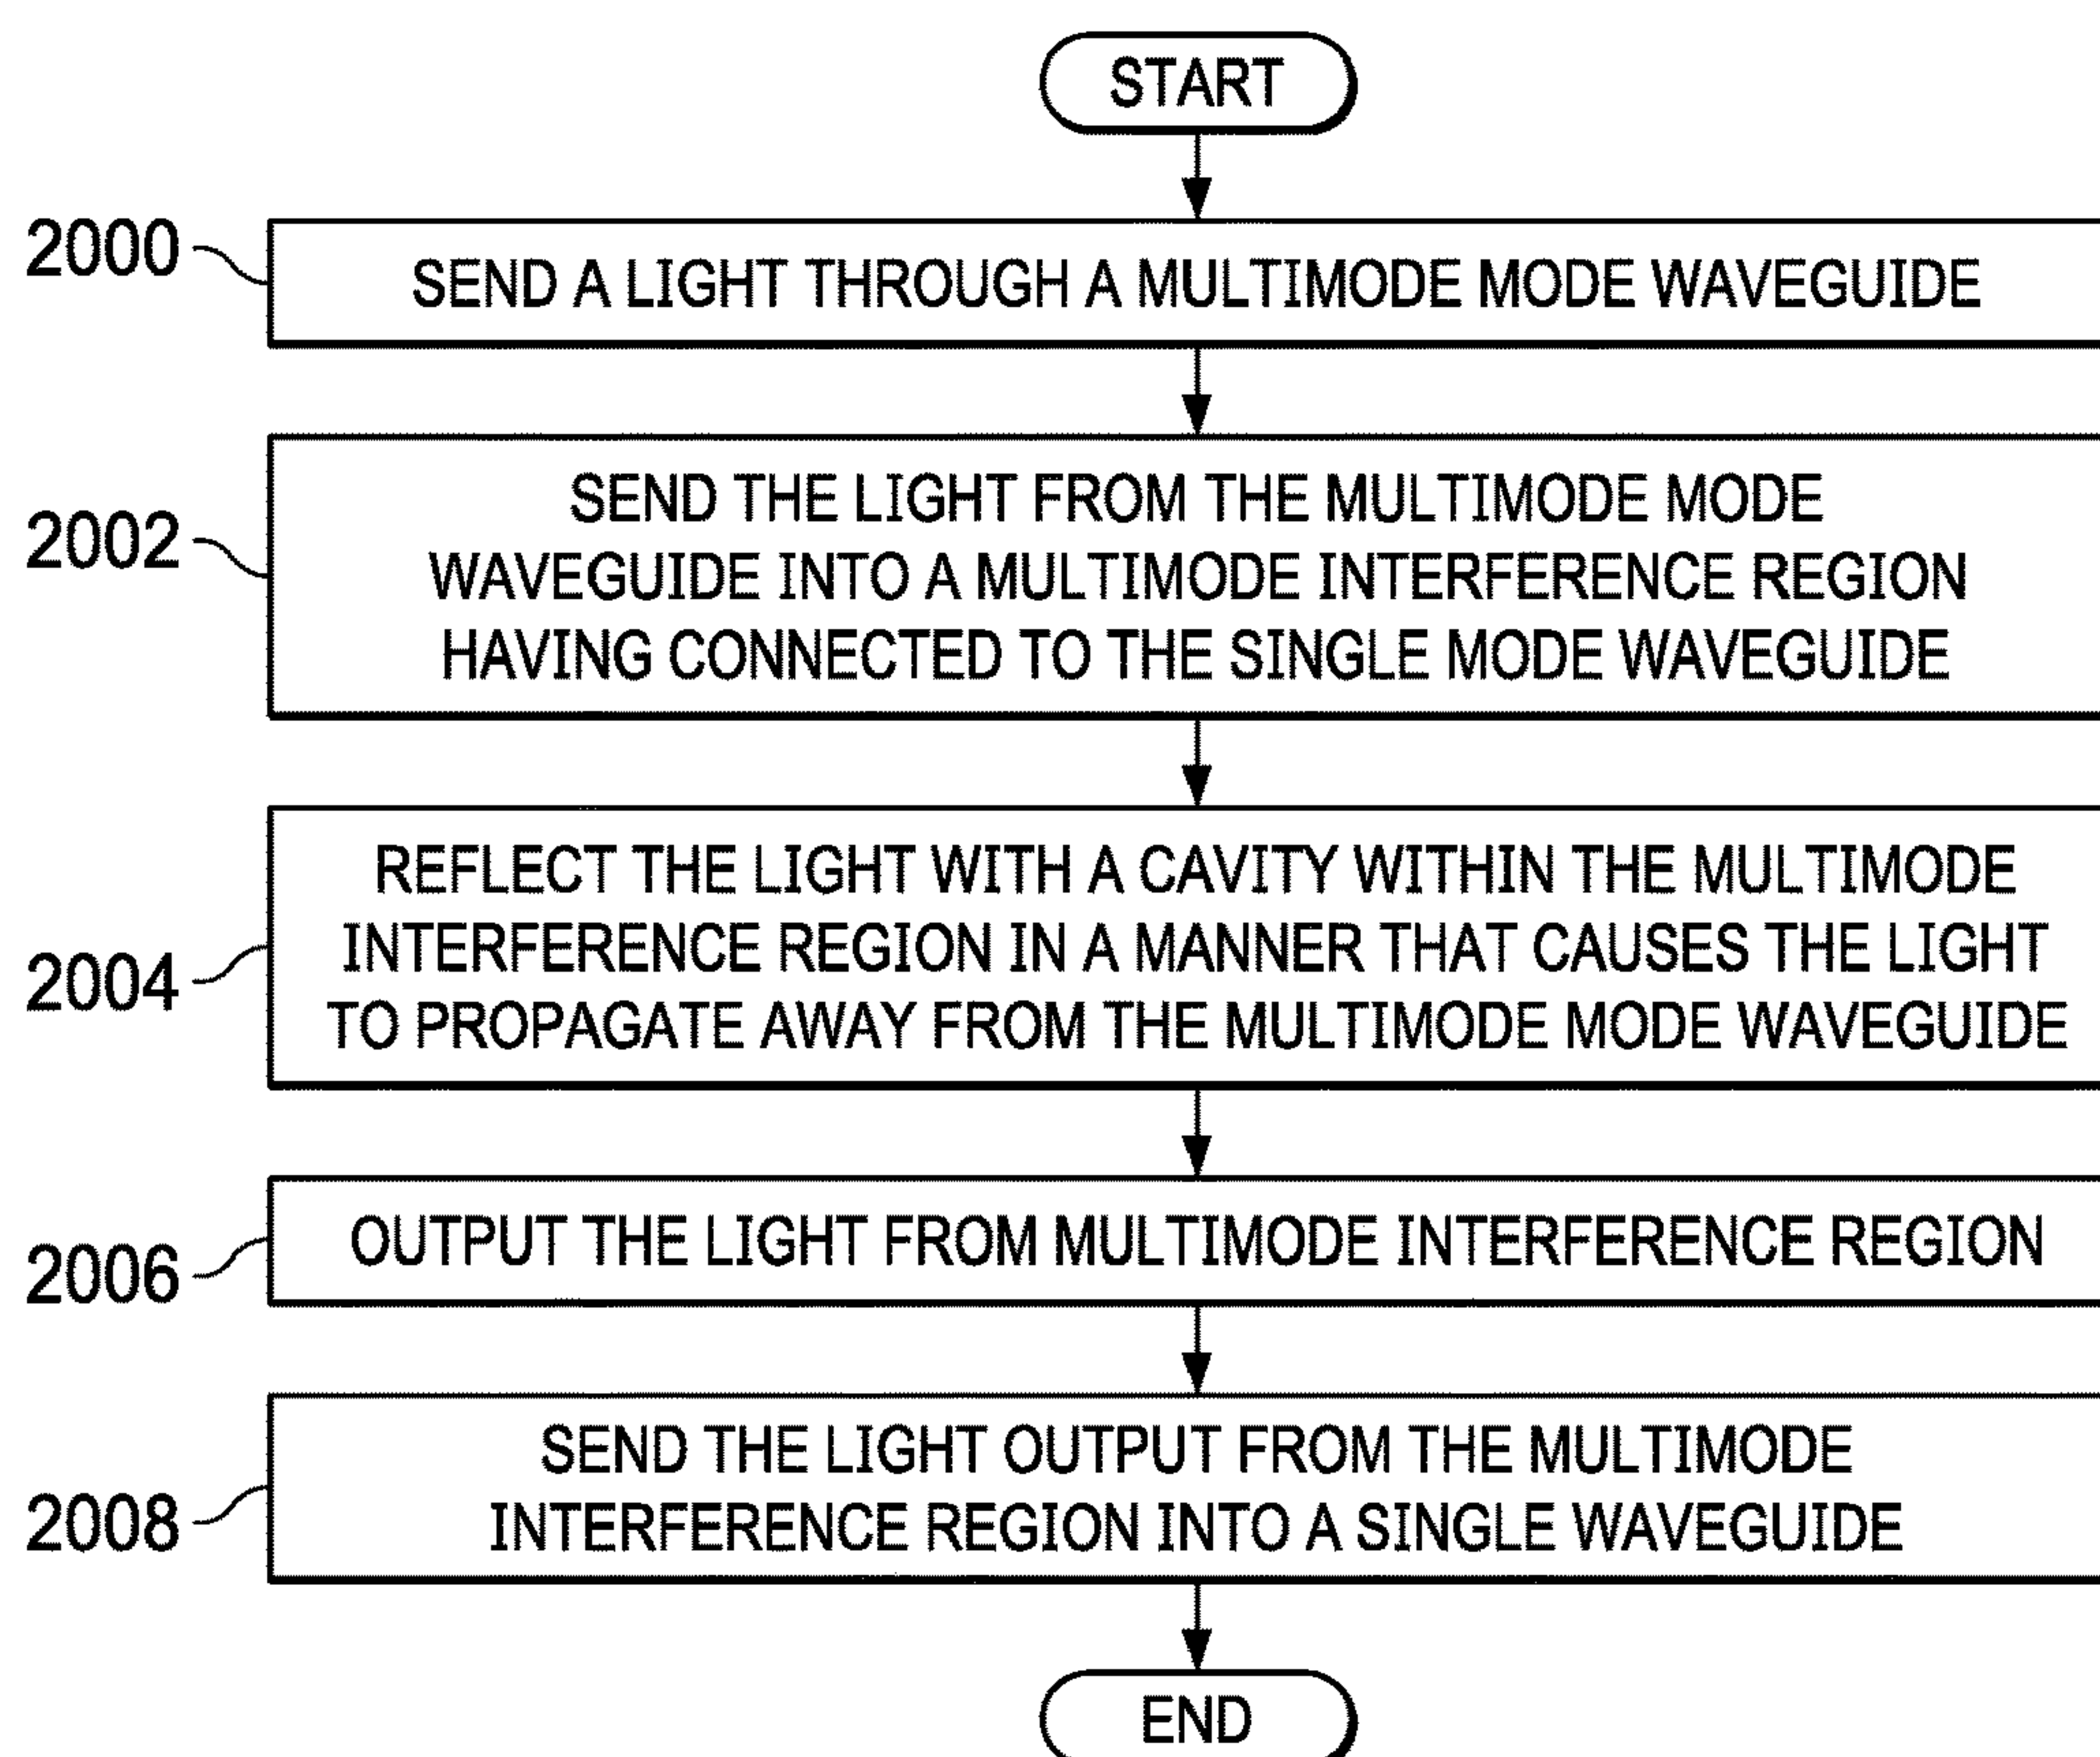 START
2000
SEND A LIGHT THROUGH A MULTIMODE MODE WAVEGUIDE
2002
SEND THE LIGHT FROM THE MULTIMODE MODE
WAVEGUIDE INTO A MULTIMODE INTERFERENCE REGION
HAVING CONNECTED TO THE SINGLE MODE WAVEGUIDE
2004
REFLECT THE LIGHT WITH A CAVITY WITHIN THE MULTIMODE
INTERFERENCE REGION IN A MANNER THAT CAUSES THE LIGHT
TO PROPAGATE AWAY FROM THE MULTIMODE MODE WAVEGUIDE
2006
OUTPUT THE LIGHT FROM MULTIMODE INTERFERENCE REGION
2008
SEND THE LIGHT OUTPUT FROM THE MULTIMODE
INTERFERENCE REGION INTO A SINGLE WAVEGUIDE
END